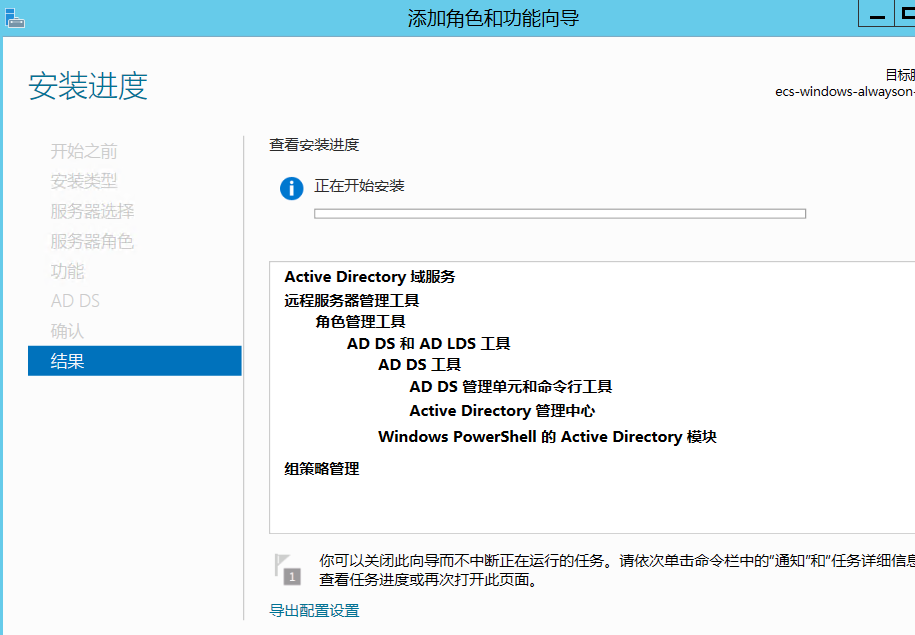 添加角色和功能向导
安装进度
目标服
ecs-windows-alwayson-
开始之前
安装类型
服务器选择
服务器角色
功能
AD DS
确认
结果
查看安装进度
正在开始安装
Active Directory 域服务
远程服务器管理工具
角色管理工具
AD DS 和 AD LDS 工具
AD DS 工具
AD DS 管理单元和命令行工具
Active Directory 管理中心
Windows PowerShell 的 Active Directory 模块
组策略管理
1
你可以关闭此向导而不中断正在运行的任务。请依次单击命令栏中的"通知"和"任务详细信息
查看任务进度或再次打开此页面。
导出配置设置